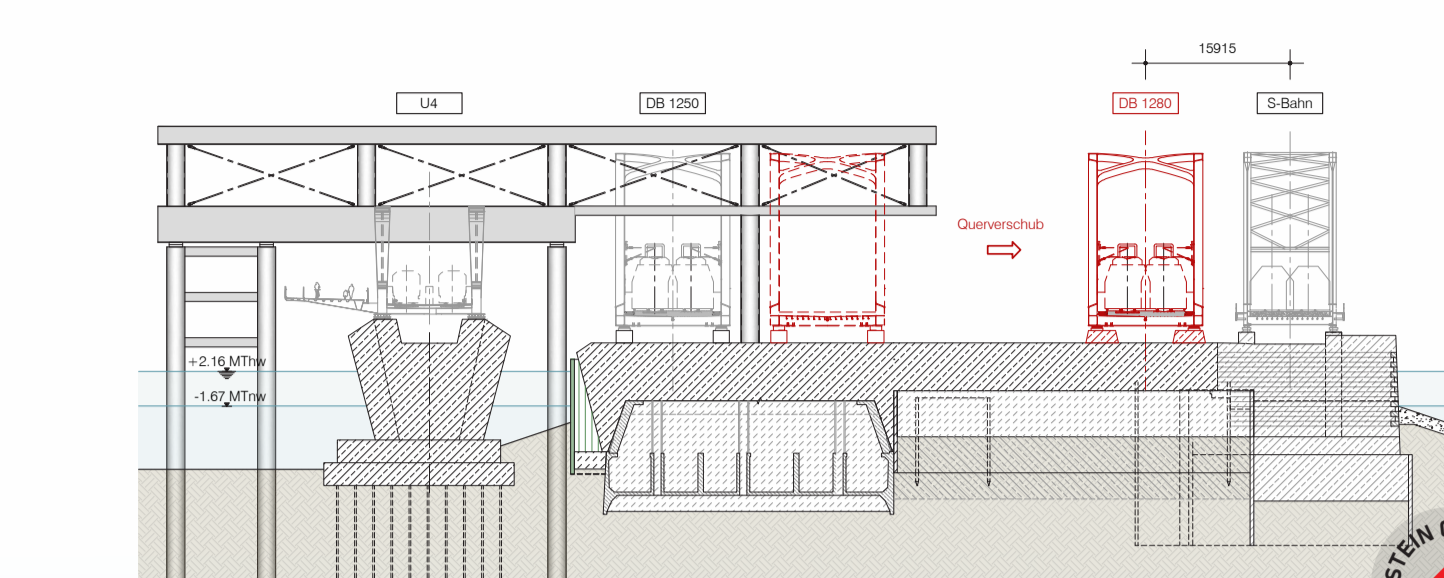 15915
U4
DB 1250
DB 1280
S-Bahn
Querverschub
+2.16 MThw
-1.67 MTnw
STEIN